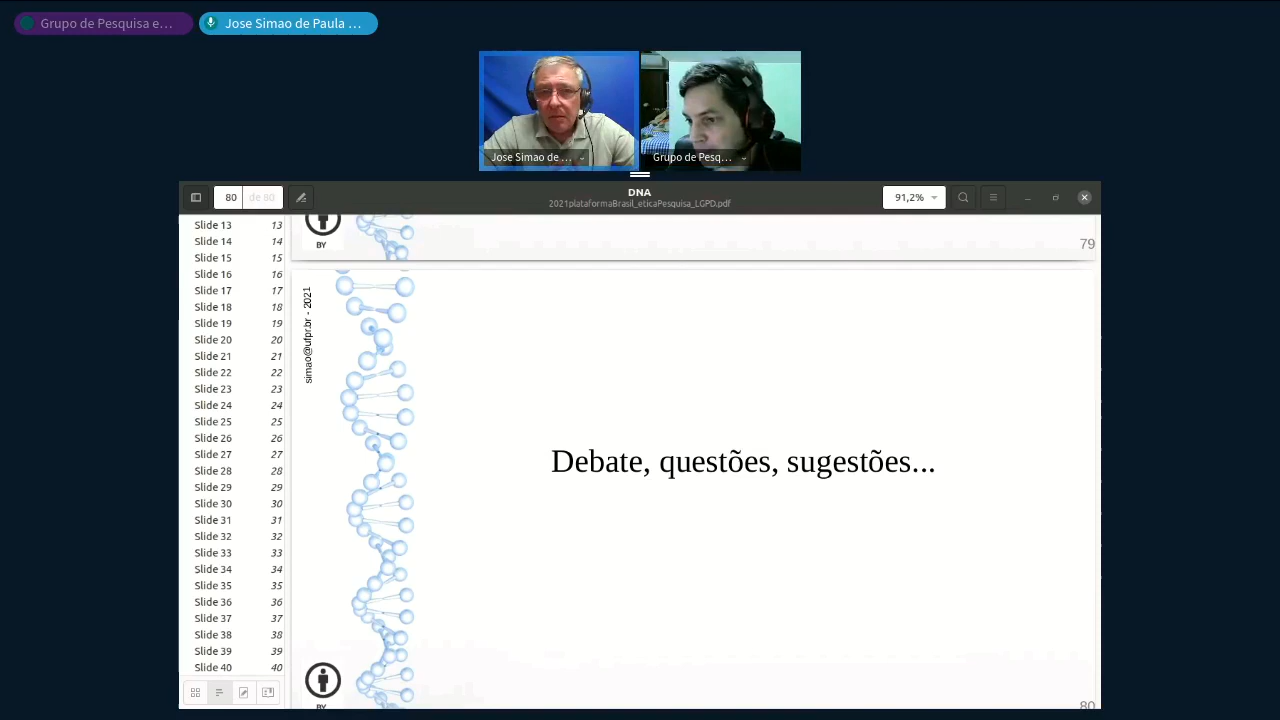 Grupo de Pesquisa e...
Jose Simao de Paula ...
Jose Simao de ...
Grupo de Pesq...
80 de 80
DNA
2021plataformaBrasil_eticaPesquisa_LGPD.pdf
91,2%
Slide 13 13
Slide 14 14
Slide 15 15
Slide 16 16
Slide 17 17
Slide 18 18
Slide 19 19
Slide 20 20
Slide 21 21
Slide 22 22
Slide 23 23
Slide 24 24
Slide 25 25
Slide 26 26
Slide 27 27
Slide 28 28
Slide 29 29
Slide 30 30
Slide 31 31
Slide 32 32
Slide 33 33
Slide 34 34
Slide 35 35
Slide 36 36
Slide 37 37
Slide 38 38
Slide 39 39
Slide 40 40
BY
79
simao@ufpr.br - 2021
Debate, questões, sugestões...
BY
80